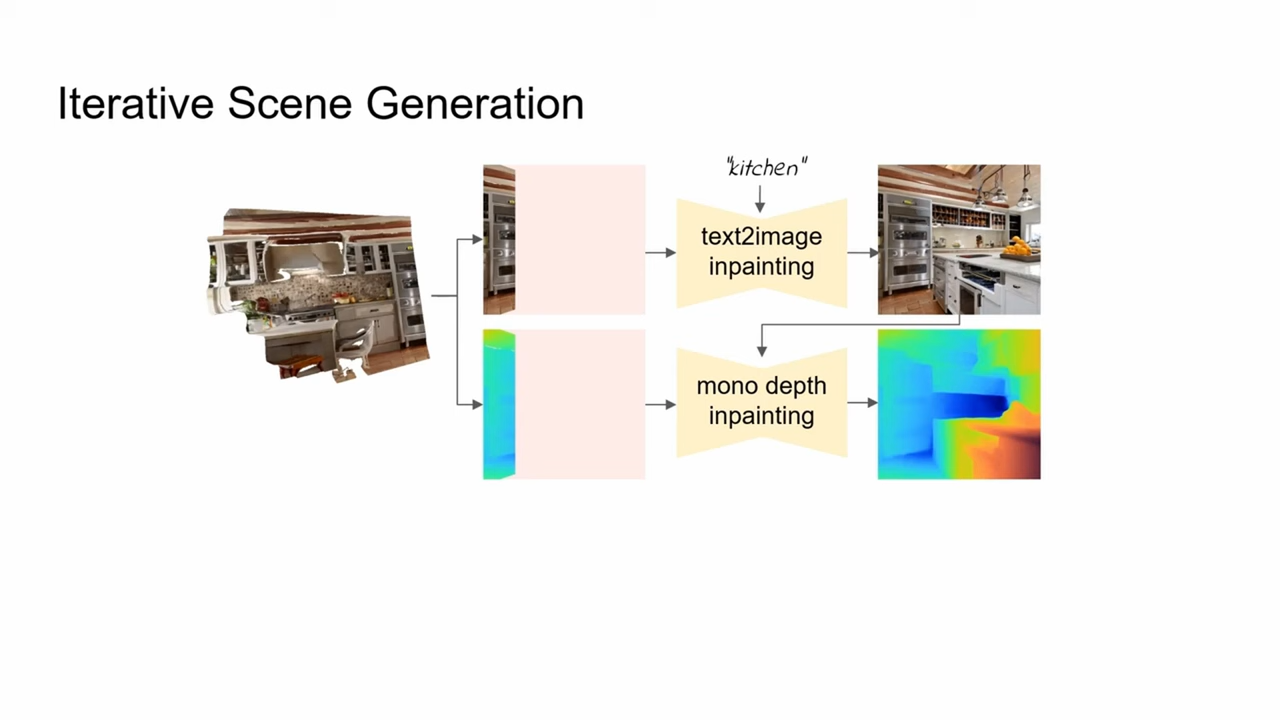 Iterative Scene Generation
"kitchen"
text2image
inpainting
mono depth
inpainting